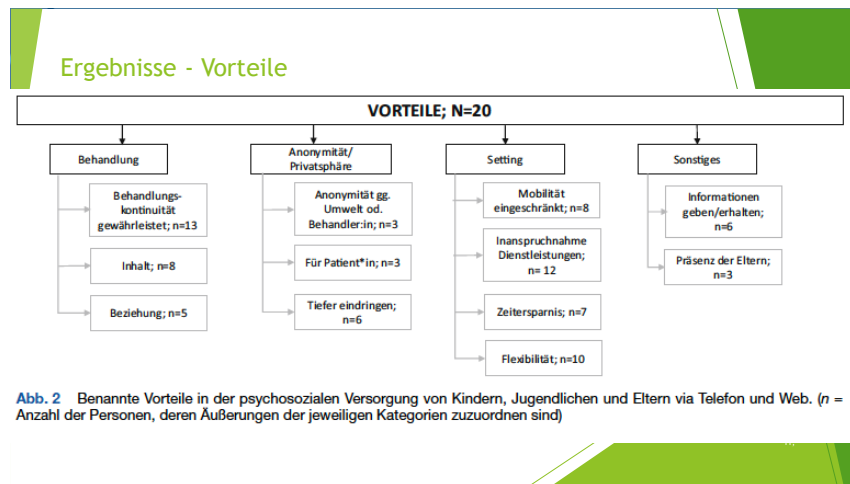 Ergebnisse - Vorteile
VORTEILE; N=20
Behandlung
Behandlungs-
kontinuität
gewährleistet; n=13
Inhalt; n=8
Beziehung; n=5
Anonymität/
Privatsphäre
Anonymität gg.
Umwelt od.
Behandler:in; n=3
Für Patient*in; n=3
Tiefer eindringen;
n=6
Setting
Mobilität
eingeschränkt; n=8
Inanspruchnahme
Dienstleistungen;
n= 12
Zeitersparnis; n=7
Flexibilität; n=10
Sonstiges
Informationen
geben/erhalten;
n=6
Präsenz der Eltern;
n=3
Abb. 2 Benannte Vorteile in der psychosozialen Versorgung von Kindern, Jugendlichen und Eltern via Telefon und Web. (n =
Anzahl der Personen, deren Äußerungen der jeweiligen Kategorien zuzuordnen sind)